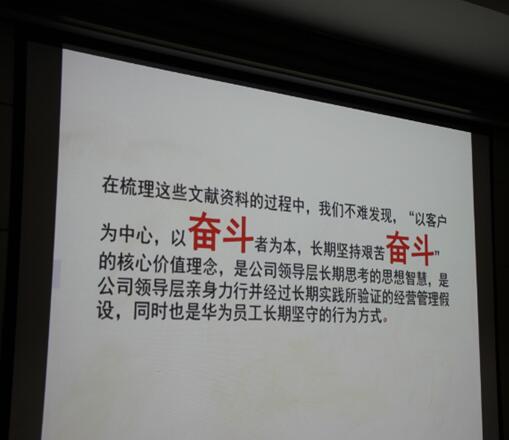 在梳理这些文献资料的过程中，我们不难发现，“以客户
为中心，以奋斗者为本，长期坚持艰苦奋斗”
的核心价值理念，是公司领导层长期思考的思想智慧，是
公司领导层亲身力行并经过长期实践所验证的经营管理假
设，同时也是华为员工长期坚守的行为方式。